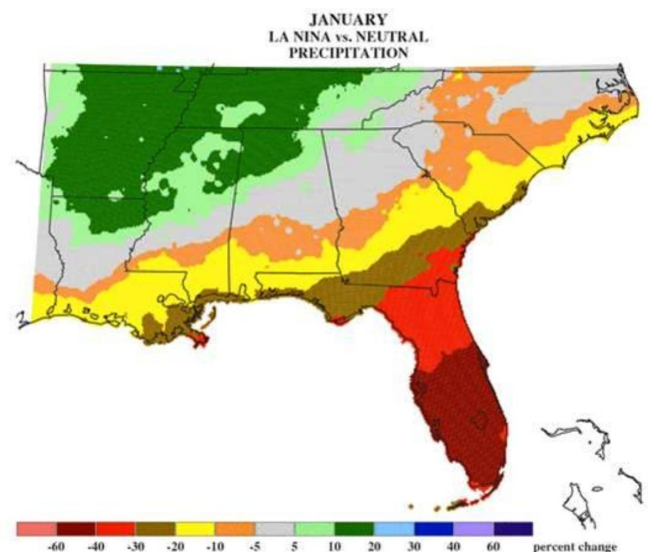 JANUARY
LA NINA vs. NEUTRAL
PRECIPITATION
-60 -40 -30 -20 -10 -5 5 10 20 30 40 60 percent change